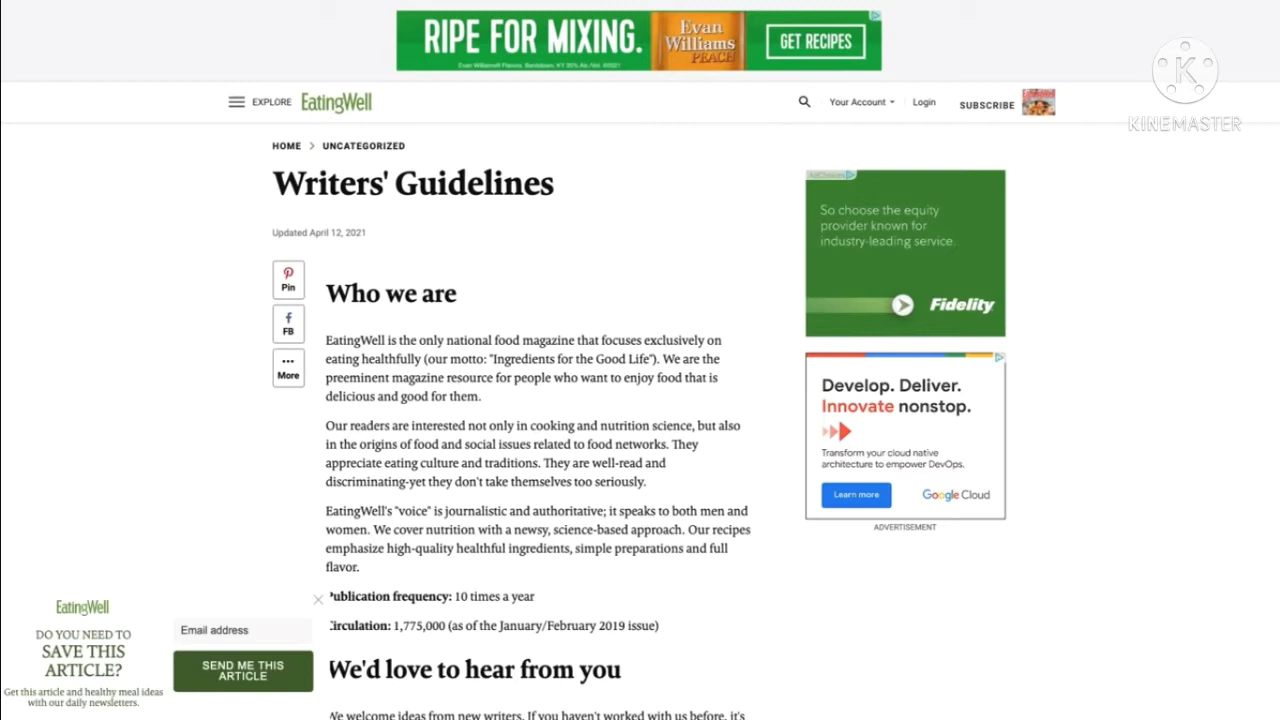 RIPE FOR MIXING.
Evan Williams
PEACH
GET RECIPES
EXPLORE EatingWell
Your Account
Login
SUBSCRIBE
K
KINEMASTER
HOME > UNCATEGORIZED
Writers' Guidelines
Updated April 12, 2021
Pin
FB
More
Who we are
EatingWell is the only national food magazine that focuses exclusively on
eating healthfully (our motto: "Ingredients for the Good Life"). We are the
preeminent magazine resource for people who want to enjoy food that is
delicious and good for them.
Our readers are interested not only in cooking and nutrition science, but also
in the origins of food and social issues related to food networks. They
appreciate eating culture and traditions. They are well-read and
discriminating-yet they don't take themselves too seriously.
EatingWell's "voice" is journalistic and authoritative; it speaks to both men and
women. We cover nutrition with a newsy, science-based approach. Our recipes
emphasize high-quality healthful ingredients, simple preparations and full
flavor.
Publication frequency: 10 times a year
Circulation: 1,775,000 (as of the January/February 2019 issue)
We'd love to hear from you
We welcome ideas from new writers. If you haven't worked with us before, it's
AdChoices
So choose the equity
provider known for
industry-leading service.
Fidelity
Develop. Deliver.
Innovate nonstop.
Transform your cloud native
architecture to empower DevOps.
Learn more
Google Cloud
ADVERTISEMENT
EatingWell
DO YOU NEED TO
SAVE THIS
ARTICLE?
Get this article and healthy meal ideas
with our daily newsletters.
Email address
SEND ME THIS
ARTICLE